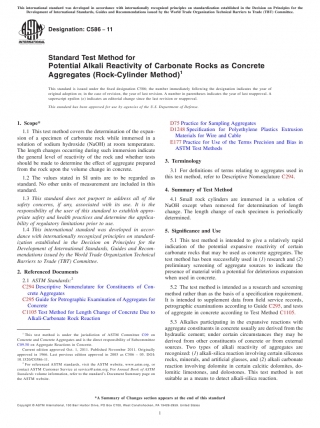 This international standard was developed in accordance with internationally recognized principles on standardization established in the Decision on Principles for the
Development of International Standards, Guides and Recommendations issued by the World Trade Organization Technical Barriers to Trade (TBT) Committee.
Designation: C586 − 11
Standard Test Method for
Potential Alkali Reactivity of Carbonate Rocks as Concrete
Aggregates (Rock-Cylinder Method)1
This standard is issued under the fixed designation C586; the number immediately following the designation indicates the year of
original adoption or, in the case of revision, the year of last revision. A number in parentheses indicates the year of last reapproval. A
superscript epsilon (ε) indicates an editorial change since the last revision or reapproval.
This standard has been approved for use by agencies of the U.S. Department of Defense.
1. Scope*
1.1 This test method covers the determination of the expan-
sion of a specimen of carbonate rock while immersed in a
solution of sodium hydroxide (NaOH) at room temperature.
The length changes occurring during such immersion indicate
the general level of reactivity of the rock and whether tests
should be made to determine the effect of aggregate prepared
from the rock upon the volume change in concrete.
1.2 The values stated in SI units are to be regarded as
standard. No other units of measurement are included in this
standard.
1.3 This standard does not purport to address all of the
safety concerns, if any, associated with its use. It is the
responsibility of the user of this standard to establish appro-
priate safety and health practices and determine the applica-
bility of regulatory limitations prior to use.
1.4 This international standard was developed in accor-
dance with internationally recognized principles on standard-
ization established in the Decision on Principles for the
Development of International Standards, Guides and Recom-
mendations issued by the World Trade Organization Technical
Barriers to Trade (TBT) Committee.
2. Referenced Documents
2.1 ASTM Standards:2
C294 Descriptive Nomenclature for Constituents of Con-
crete Aggregates
C295 Guide for Petrographic Examination of Aggregates for
Concrete
C1105 Test Method for Length Change of Concrete Due to
Alkali-Carbonate Rock Reaction
1 This test method is under the jurisdiction of ASTM Committee C09 on
Concrete and Concrete Aggregates and is the direct responsibility of Subcommittee
Current edition approved Oct. 1, 2011. Published November 2011. Originally
2 For referenced ASTM standards, visit the ASTM website, www.astm.org, or
contact ASTM Customer Service at service@astm.org. For Annual Book of ASTM
Standards volume information, refer to the standard's Document Summary page on
the ASTM website.
D75 Practice for Sampling Aggregates
D1248 Specification for Polyethylene Plastics Extrusion
Materials for Wire and Cable
E177 Practice for Use of the Terms Precision and Bias in
ASTM Test Methods
3. Terminology
3.1 For definitions of terms relating to aggregates used in
this test method, refer to Descriptive Nomenclature C294.
4. Summary of Test Method
4.1 Small rock cylinders are immersed in a solution of
NaOH except when removed for determination of length
change. The length change of each specimen is periodically
determined.
5. Significance and Use
5.1 This test method is intended to give a relatively rapid
indication of the potential expansive reactivity of certain
carbonate rocks that may be used as concrete aggregates. The
test method has been successfully used in (1) research and (2)
preliminary screening of aggregate sources to indicate the
presence of material with a potential for deleterious expansion
when used in concrete.
5.2 The test method is intended as a research and screening
method rather than as the basis of a specification requirement.
It is intended to supplement data from field service records,
petrographic examinations according to Guide C295, and tests
of aggregate in concrete according to Test Method C1105.
5.3 Alkalies participating in the expansive reactions with
aggregate constituents in concrete usually are derived from the
hydraulic cement; under certain circumstances they may be
derived from other constituents of concrete or from external
sources. Two types of alkali reactivity of aggregates are
recognized: (1) alkali-silica reaction involving certain siliceous
rocks, minerals, and artificial glasses, and (2) alkali-carbonate
reaction involving dolomite in certain calcitic dolomites, do-
lomitic limestones, and dolostones. This test method is not
suitable as a means to detect alkali-silica reaction.
*A Summary of Changes section appears at the end of this standard
Copyright © ASTM International, 100 Barr Harbor Drive, PO Box C700, West Conshohocken, PA 19428-2959. United States
1